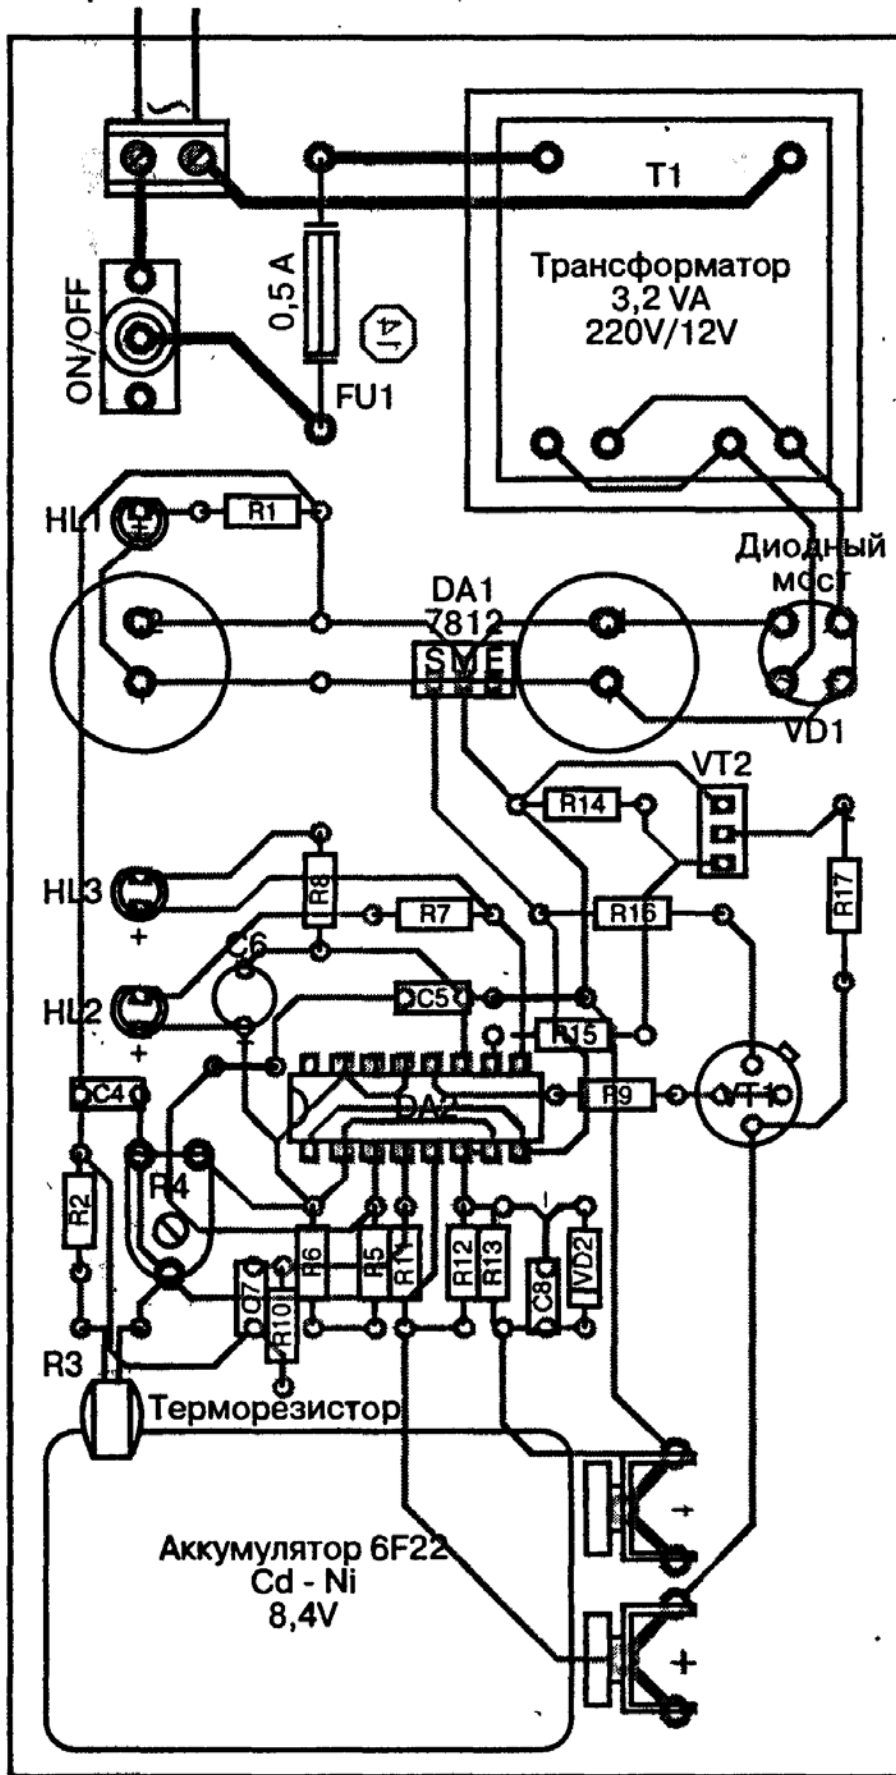 T1
Трансформатор
3,2 VA
220V/12V
ON/OFF
0,5 A
FU1
HL1
+
R1
Диодный
мост
DA1
7812
S M E
VD1
VT2
R14
HL3
+
R8
R7
R16
R17
C6
HL2
+
C5
R15
C4
DA2
R9
VT1
R4
R2
R6
R5
R11
R12
R13
C8
VD2
C7
R10
R3
Терморезистор
Аккумулятор 6F22
Cd - Ni
8,4V
+